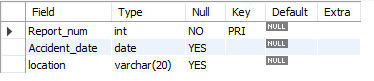 Field Type Null Key Default Extra
Report_num int NO PRI NULL
Accident_date date YES NULL
location varchar(20) YES NULL